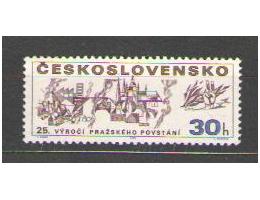 ČESKOSLOVENSKO
25. VÝROČÍ PRAŽSKÉHO POVSTÁNÍ 30h